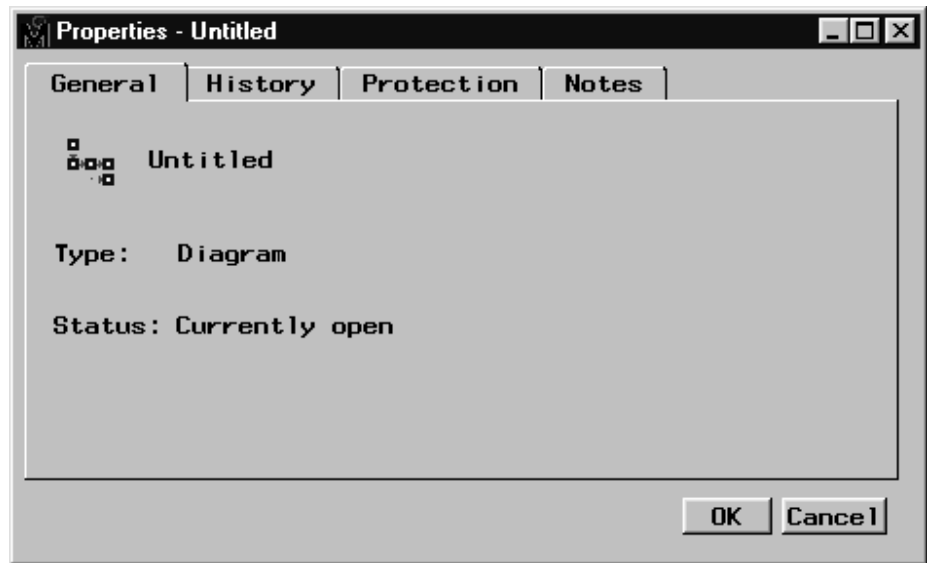 Properties - Untitled
General History Protection Notes
Untitled
Type: Diagram
Status: Currently open
OK Cancel